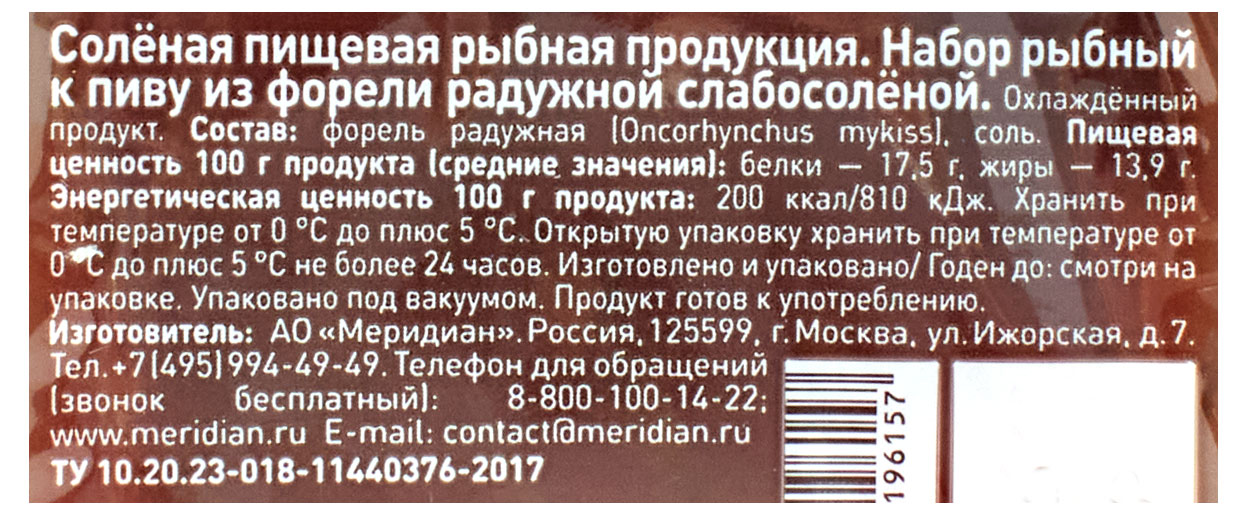 Солёная пищевая рыбная продукция. Набор рыбный
к пиву из форели радужной слабосолёной. Охлаждённый
продукт. Состав: форель радужная (Oncorhynchus mykiss), соль. Пищевая
ценность 100 г продукта (средние значения): белки — 17,5 г, жиры — 13,9 г.
Энергетическая ценность 100 г продукта: 200 ккал/810 кДж. Хранить при
температуре от 0 °С до плюс 5 °С. Открытую упаковку хранить при температуре от
0 °С до плюс 5 °С не более 24 часов. Изготовлено и упаковано/ Годен до: смотри на
упаковке. Упаковано под вакуумом. Продукт готов к употреблению.
Изготовитель: АО «Меридиан». Россия, 125599, г. Москва, ул. Ижорская, д. 7.
Тел.+7(495)994-49-49. Телефон для обращений
(звонок бесплатный): 8-800-100-14-22;
www.meridian.ru E-mail: contact@meridian.ru
ТУ 10.20.23-018-11440376-2017
196157